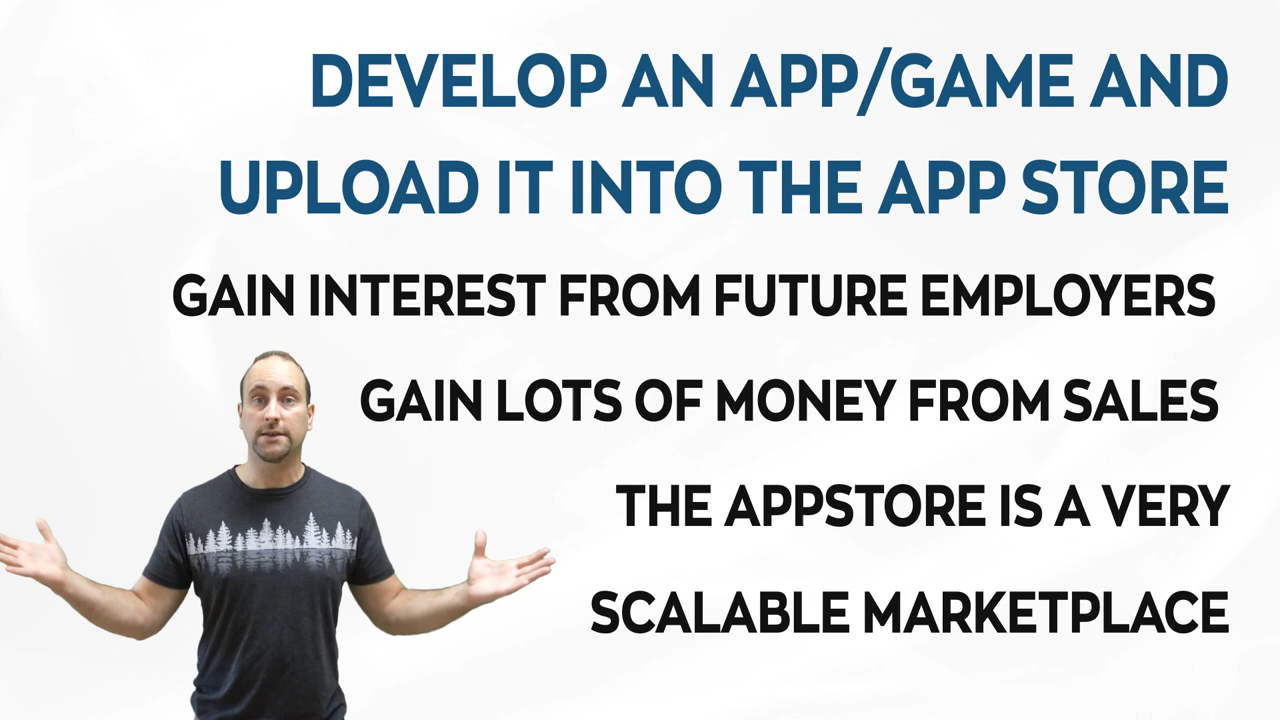 DEVELOP AN APP/GAME AND
UPLOAD IT INTO THE APP STORE
GAIN INTEREST FROM FUTURE EMPLOYERS
GAIN LOTS OF MONEY FROM SALES
THE APPSTORE IS A VERY
SCALABLE MARKETPLACE